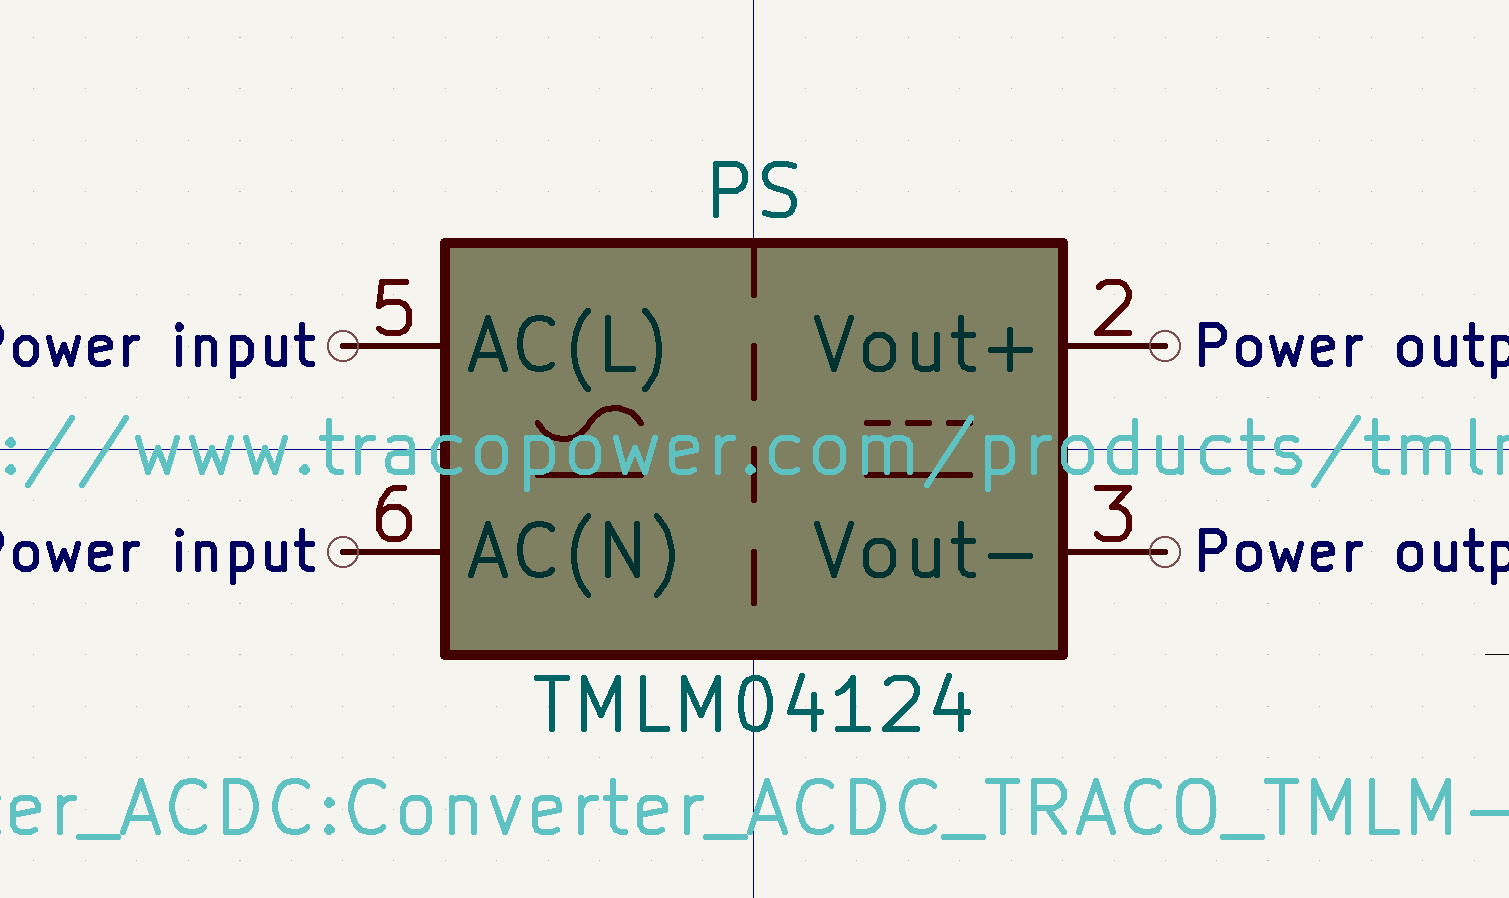 PS
5
2
Power input
AC(L)
Vout+
Power outp
://www.tracopower.com/products/tmlm
6
3
Power input
AC(N)
Vout-
Power outp
TMLM04124
ter_ACDC:Converter_ACDC_TRACO_TMLM-